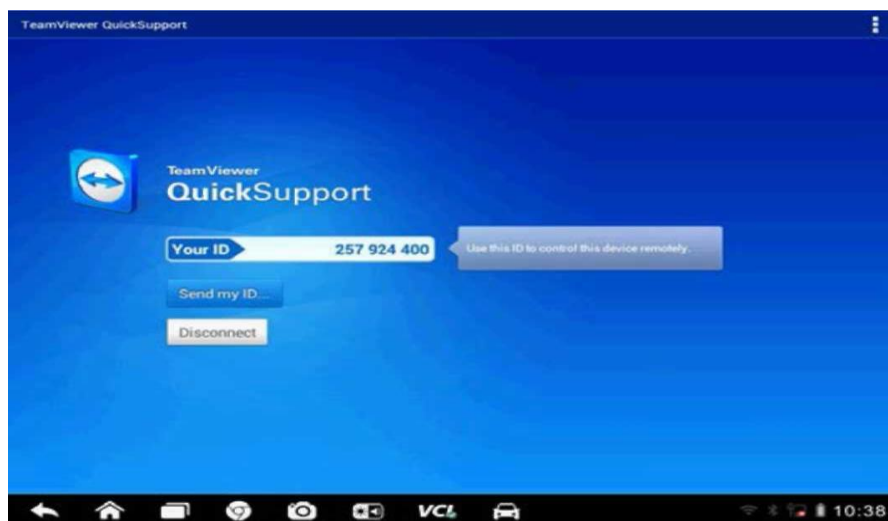 TeamViewer QuickSupport
TeamViewer
QuickSupport
Your ID 257 924 400
Use this ID to control this device remotely.
Send my ID...
Disconnect
VCI 10:38